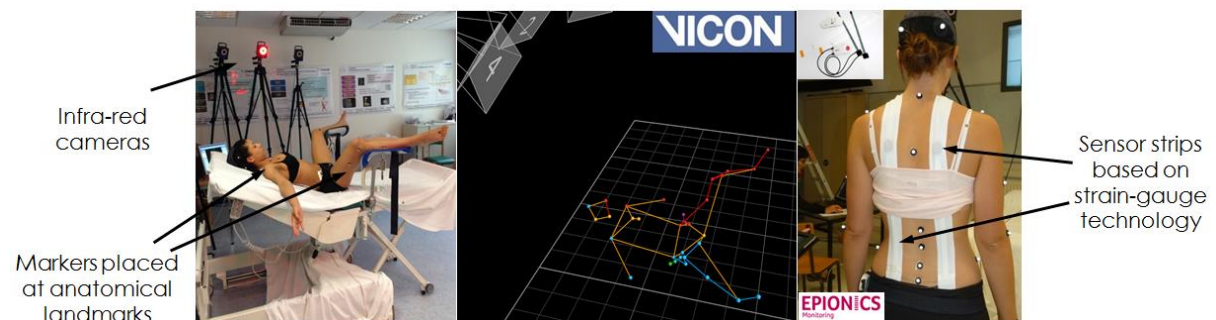 Infra-red
cameras
Markers placed
at anatomical
landmarks
VICON
4
EPIONICS
Monitoring
Sensor strips
based on
strain-gauge
technology